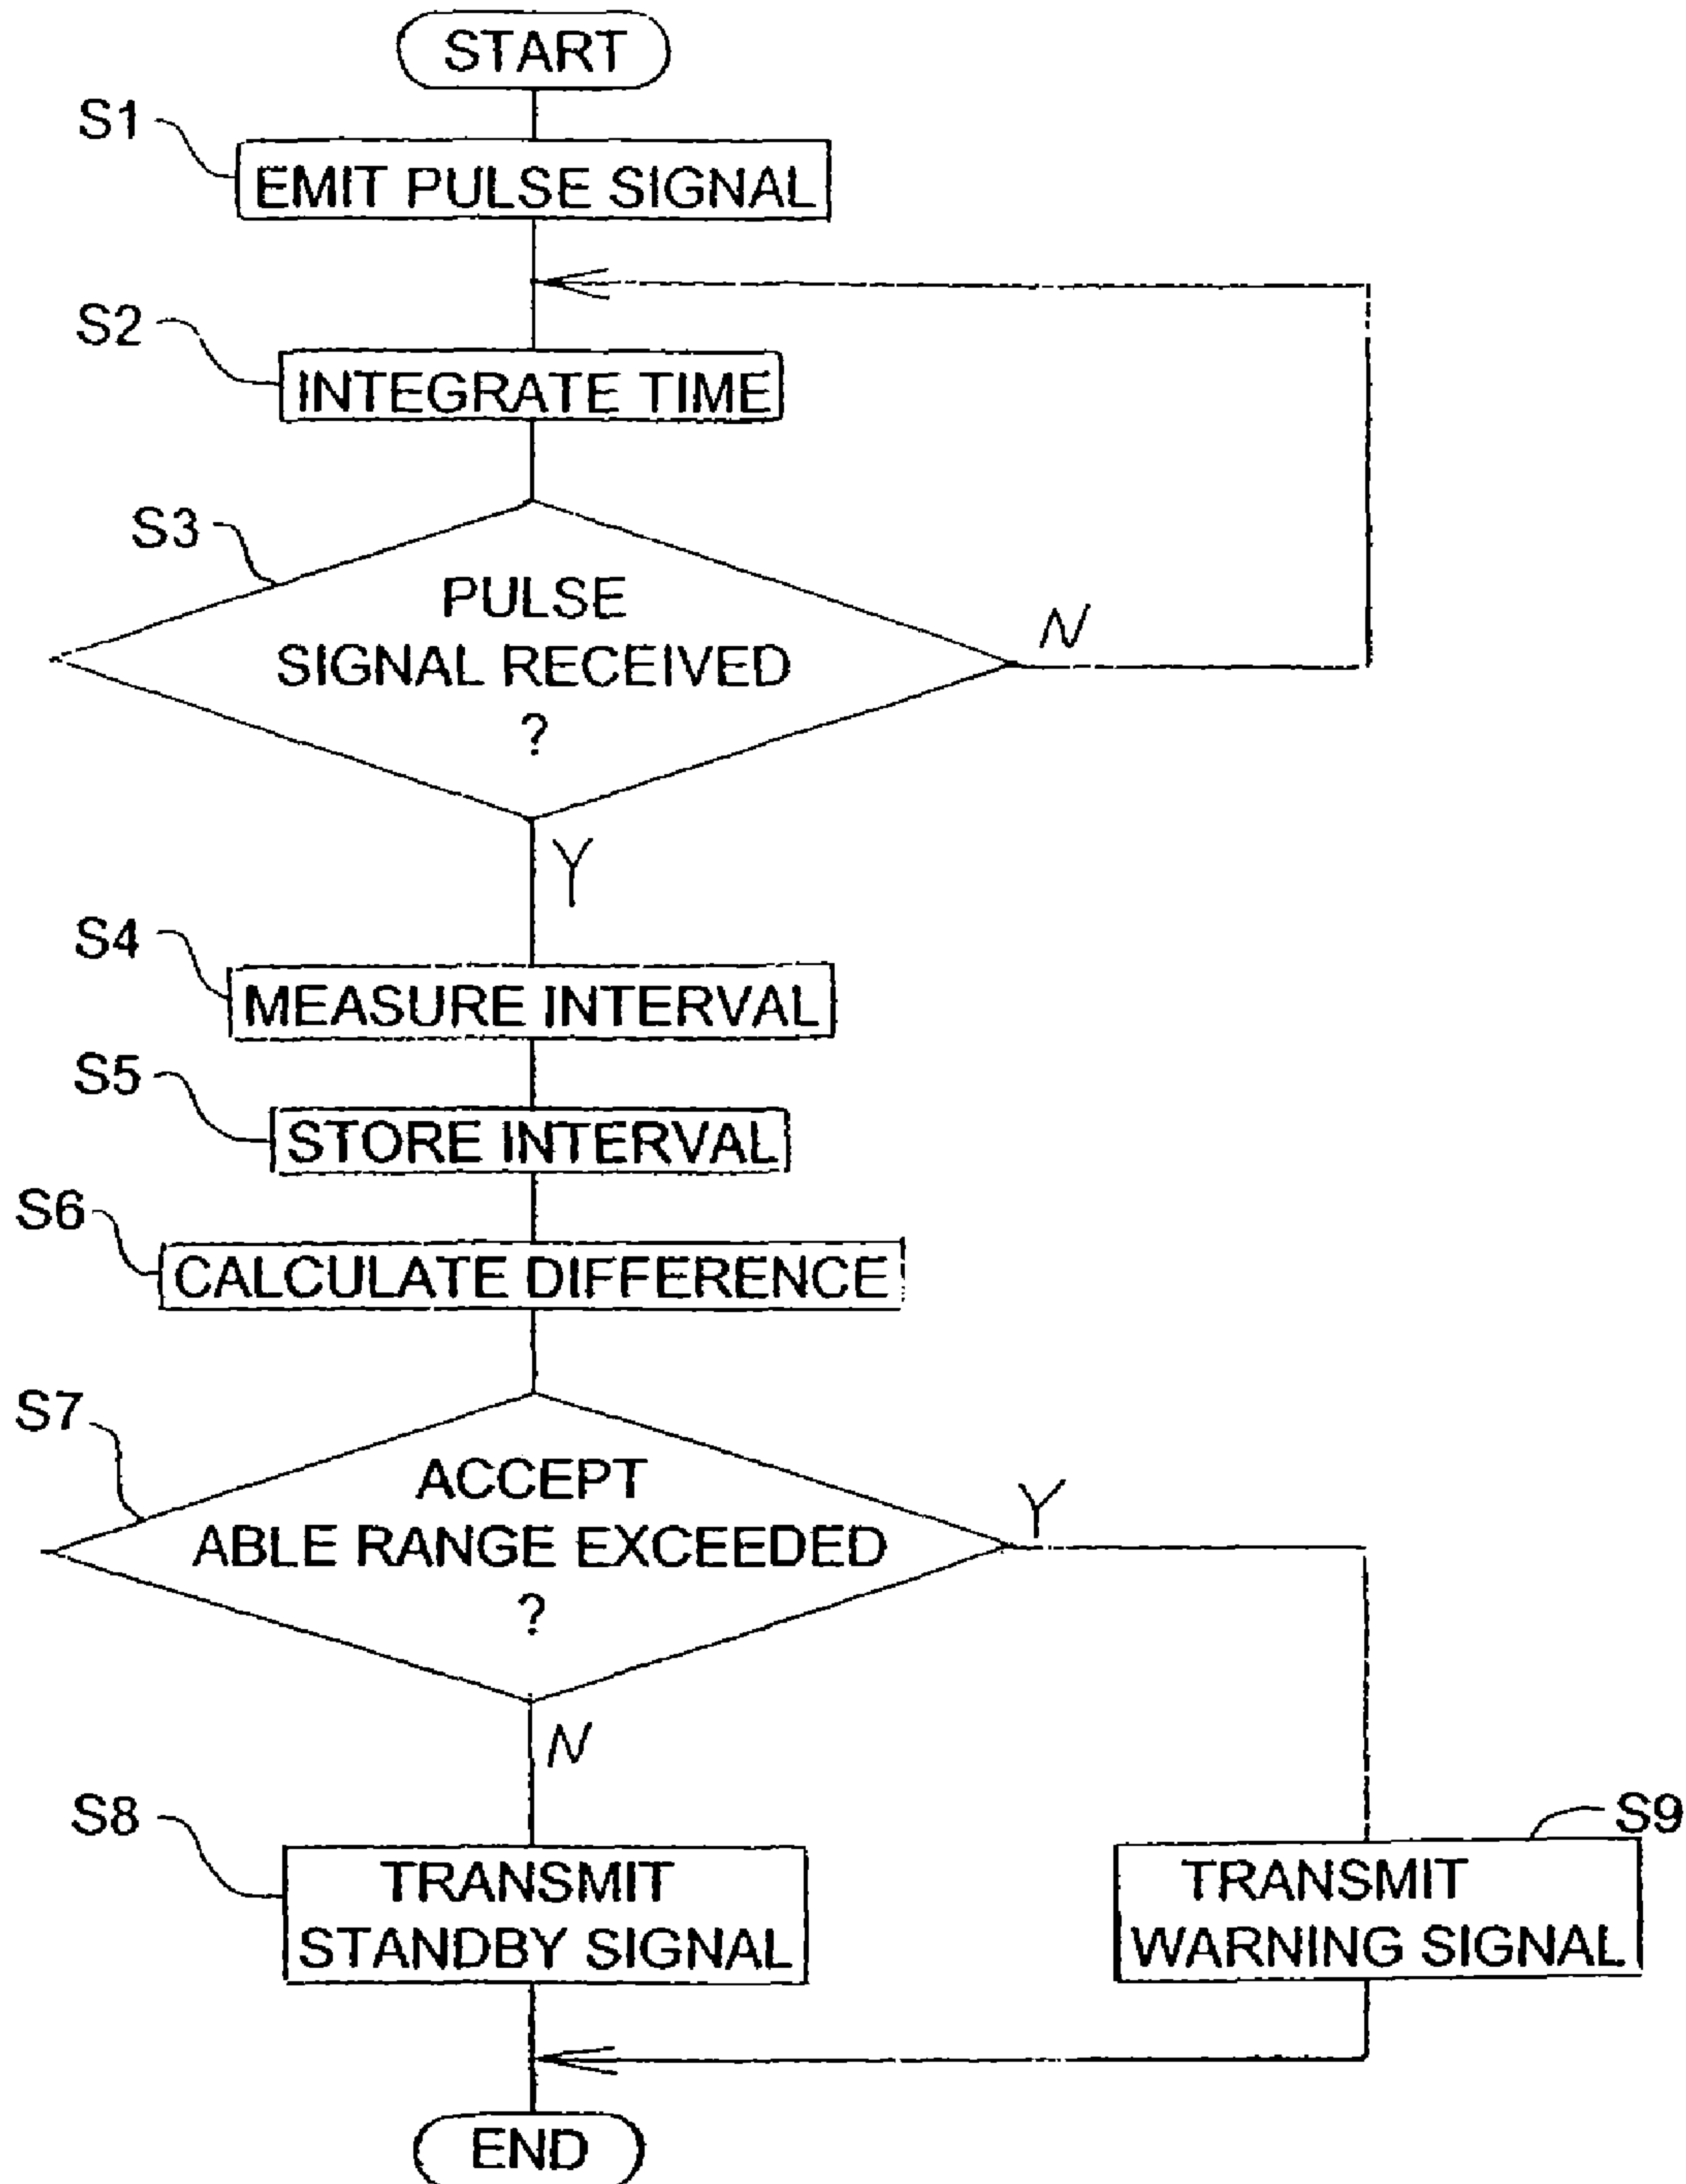 START
S1
EMIT PULSE SIGNAL
S2
INTEGRATE TIME
S3
PULSE
SIGNAL RECEIVED
?
N
Y
S4
MEASURE INTERVAL
S5
STORE INTERVAL
S6
CALCULATE DIFFERENCE
S7
ACCEPT
ABLE RANGE EXCEEDED
?
Y
N
S8
TRANSMIT
STANDBY SIGNAL
S9
TRANSMIT
WARNING SIGNAL
END